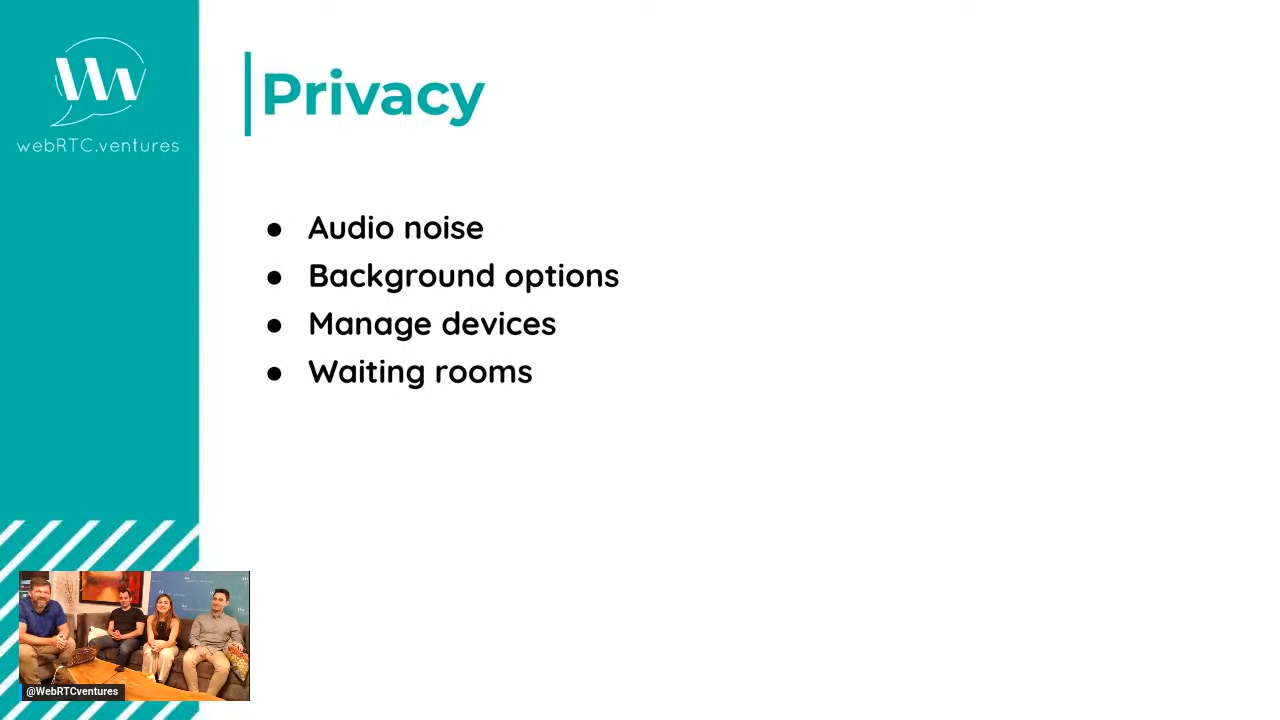 webRTC.ventures
Privacy
● Audio noise
● Background options
● Manage devices
● Waiting rooms
@WebRTCventures